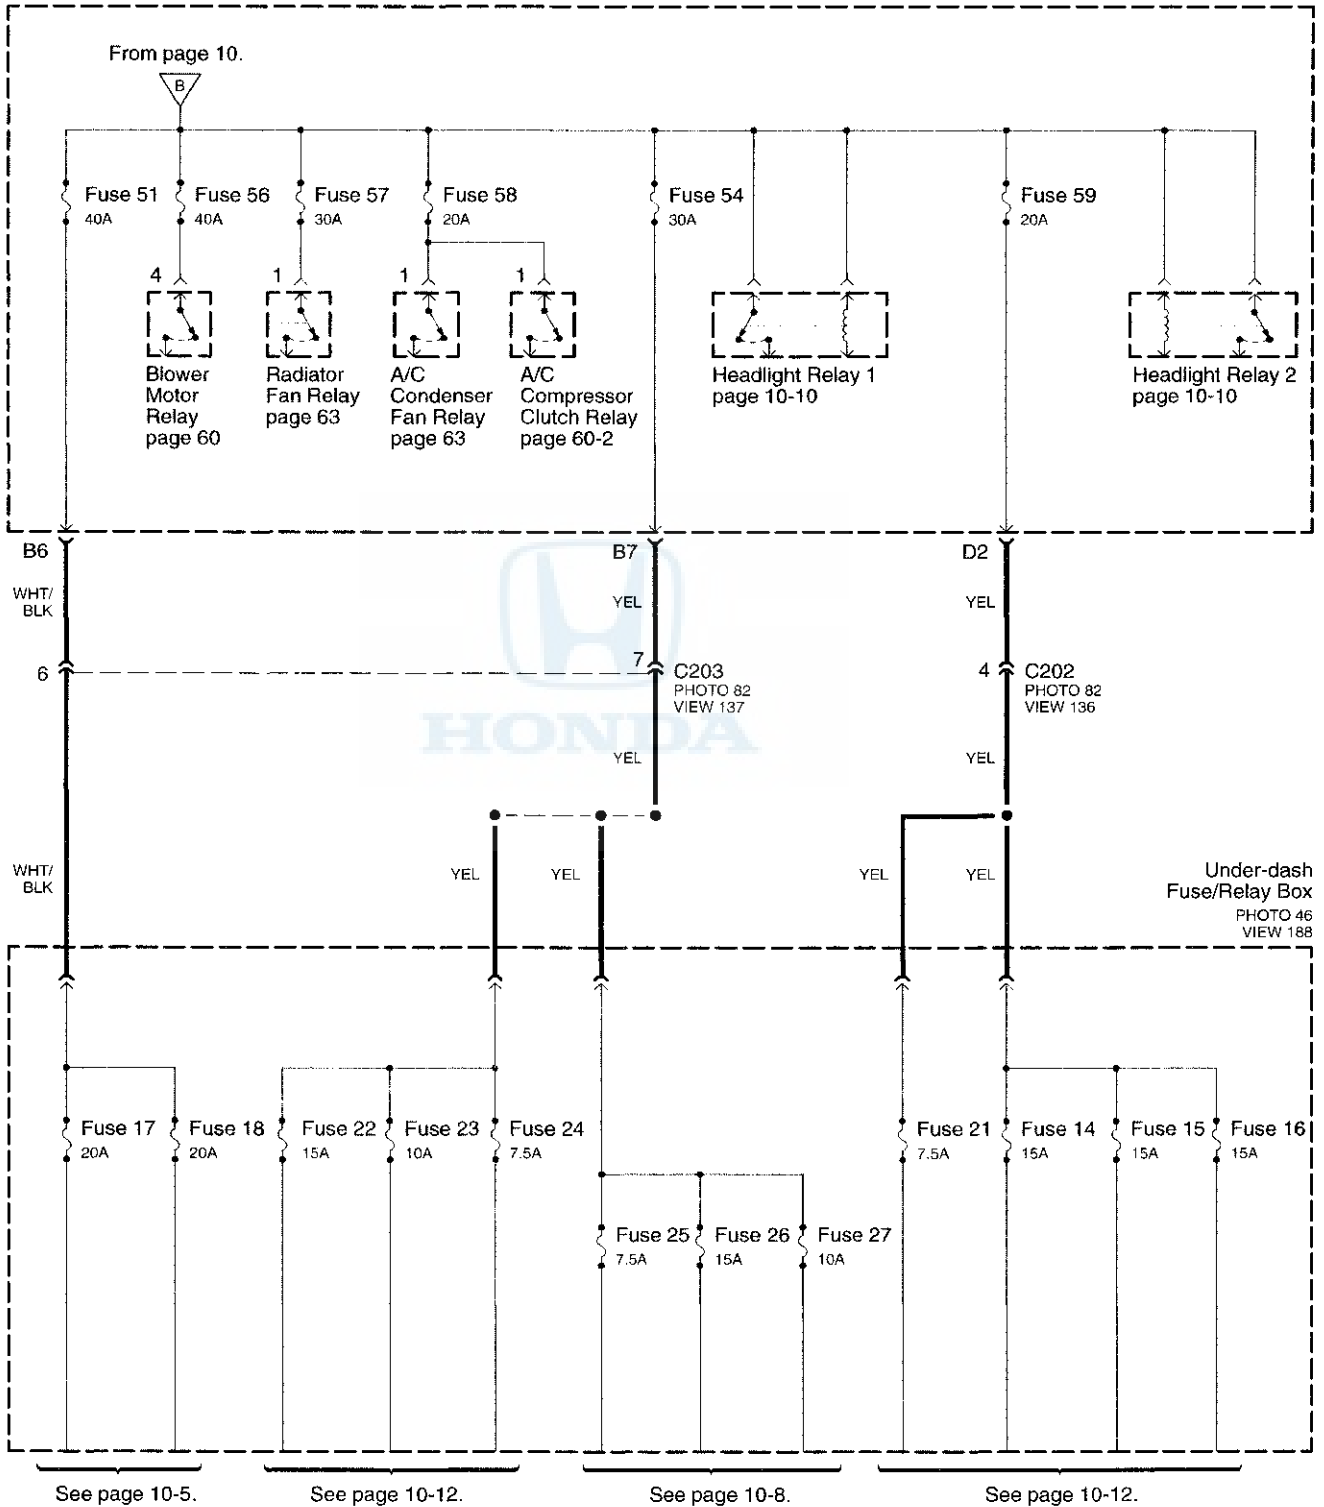 From page 10.
B
Fuse 51
40A
Fuse 56
40A
Fuse 57
30A
Fuse 58
20A
Fuse 54
30A
Fuse 59
20A
4
1
1
1
Blower
Motor
Relay
page 60
Radiator
Fan Relay
page 63
A/C
Condenser
Fan Relay
page 63
A/C
Compressor
Clutch Relay
page 60-2
Headlight Relay 1
page 10-10
Headlight Relay 2
page 10-10
B6
B7
D2
WHT/
BLK
YEL
YEL
6
7
C203
PHOTO 82
VIEW 137
4
C202
PHOTO 82
VIEW 136
HONDA
YEL
YEL
WHT/
BLK
YEL
YEL
YEL
YEL
Under-dash
Fuse/Relay Box
PHOTO 46
VIEW 188
Fuse 17
20A
Fuse 18
20A
Fuse 22
15A
Fuse 23
10A
Fuse 24
7.5A
Fuse 21
7.5A
Fuse 14
15A
Fuse 15
15A
Fuse 16
15A
Fuse 25
7.5A
Fuse 26
15A
Fuse 27
10A
See page 10-5.
See page 10-12.
See page 10-8.
See page 10-12.